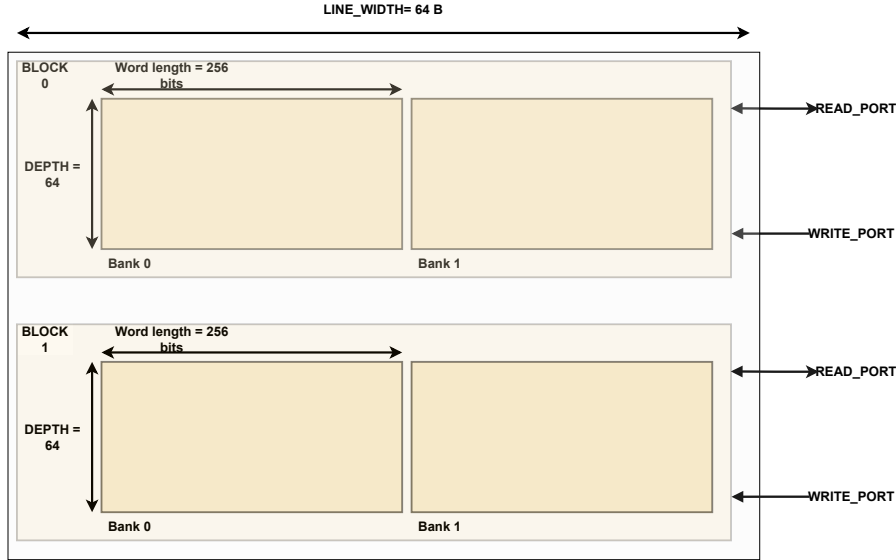 LINE_WIDTH= 64 B
BLOCK
0
Word length = 256
bits
READ_PORT
DEPTH =
64
WRITE_PORT
Bank 0
Bank 1
BLOCK
1
Word length = 256
bits
READ_PORT
DEPTH =
64
WRITE_PORT
Bank 0
Bank 1